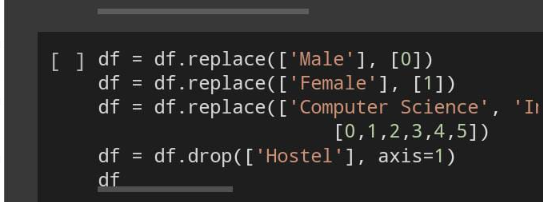 [ ] df = df.replace(['Male'], [0])
df = df.replace(['Female'], [1])
df = df.replace(['Computer Science',
[0,1,2,3,4,5])
df = df.drop(['Hostel'], axis=1)
df